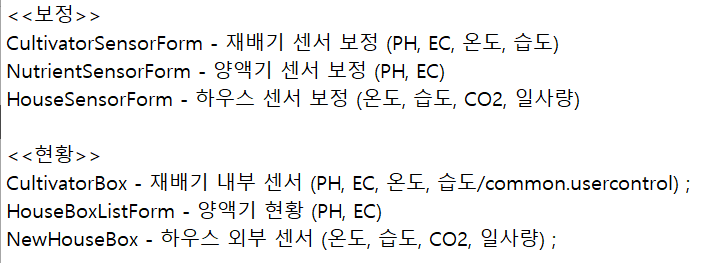 <<보정>>
CultivatorSensorForm - 재배기 센서 보정 (PH, EC, 온도, 습도)
NutrientSensorForm - 양액기 센서 보정 (PH, EC)
HouseSensorForm - 하우스 센서 보정 (온도, 습도, CO2, 일사량)
<<현황>>
CultivatorBox - 재배기 내부 센서 (PH, EC, 온도, 습도/common.usercontrol) ;
HouseBoxListForm - 양액기 현황 (PH, EC)
NewHouseBox - 하우스 외부 센서 (온도, 습도, CO2, 일사량) ;